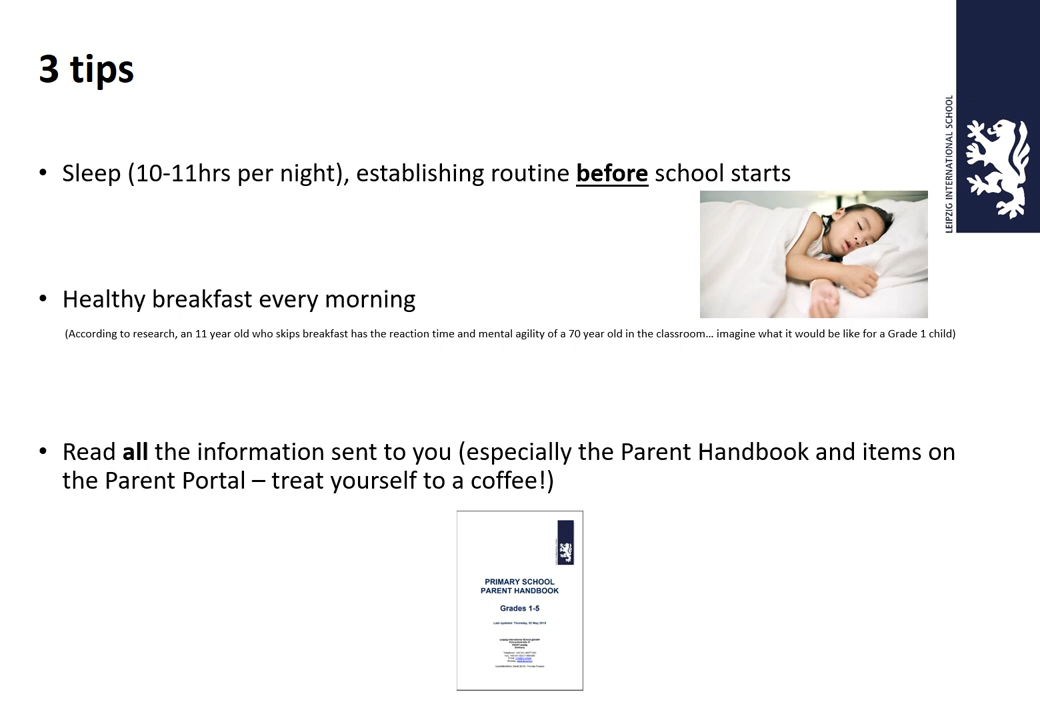 3 tips
LEIPZIG INTERNATIONAL SCHOOL
• Sleep (10-11hrs per night), establishing routine before school starts
• Healthy breakfast every morning
(According to research, an 11 year old who skips breakfast has the reaction time and mental agility of a 70 year old in the classroom… imagine what it would be like for a Grade 1 child)
• Read all the information sent to you (especially the Parent Handbook and items on
the Parent Portal – treat yourself to a coffee!)
PRIMARY SCHOOL
PARENT HANDBOOK
Grades 1-5